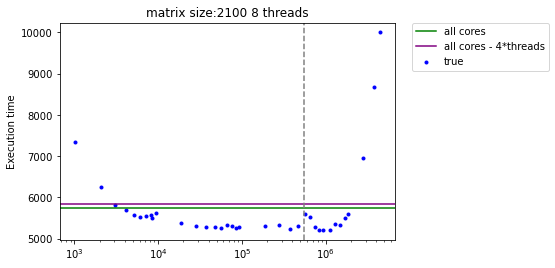 matrix size:2100 8 threads
all cores
all cores - 4*threads
true
Execution time
10000
9000
8000
7000
6000
5000
10³
10⁴
10⁵
10⁶